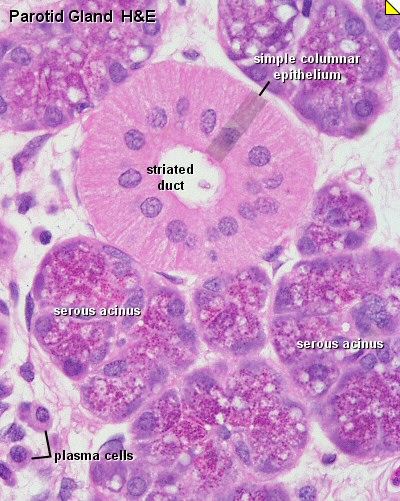 Parotid Gland H&E
simple columnar
epithelium
striated
duct
serous acinus
serous acinus
plasma cells